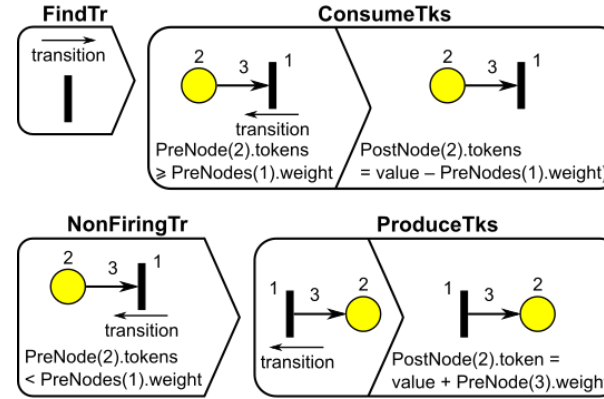 FindTr
transition
ConsumeTks
2
3
1
transition
PreNode(2).tokens
⩾ PreNodes(1).weight
2
3
1
PostNode(2).tokens
= value – PreNodes(1).weight)
NonFiringTr
2
3
1
transition
PreNode(2).tokens
< PreNodes(1).weight
ProduceTks
1
3
2
transition
1
3
2
PostNode(2).token =
value + PreNode(3).weigh